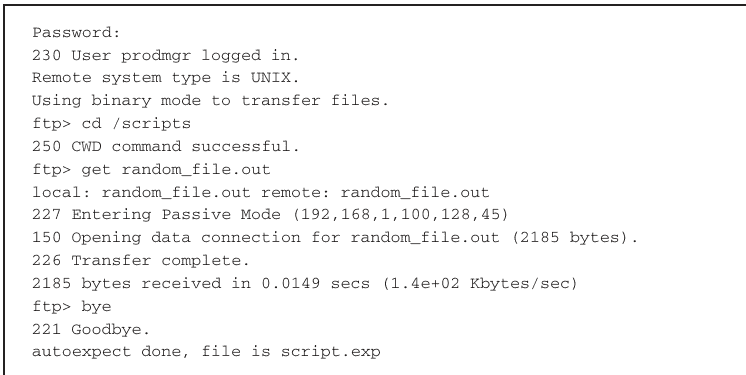 Password:
230 User prodmgr logged in.
Remote system type is UNIX.
Using binary mode to transfer files.
ftp> cd /scripts
250 CWD command successful.
ftp> get random_file.out
local: random_file.out remote: random_file.out
227 Entering Passive Mode (192,168,1,100,128,45)
150 Opening data connection for random_file.out (2185 bytes).
226 Transfer complete.
2185 bytes received in 0.0149 secs (1.4e+02 Kbytes/sec)
ftp> bye
221 Goodbye.
autoexpect done, file is script.exp